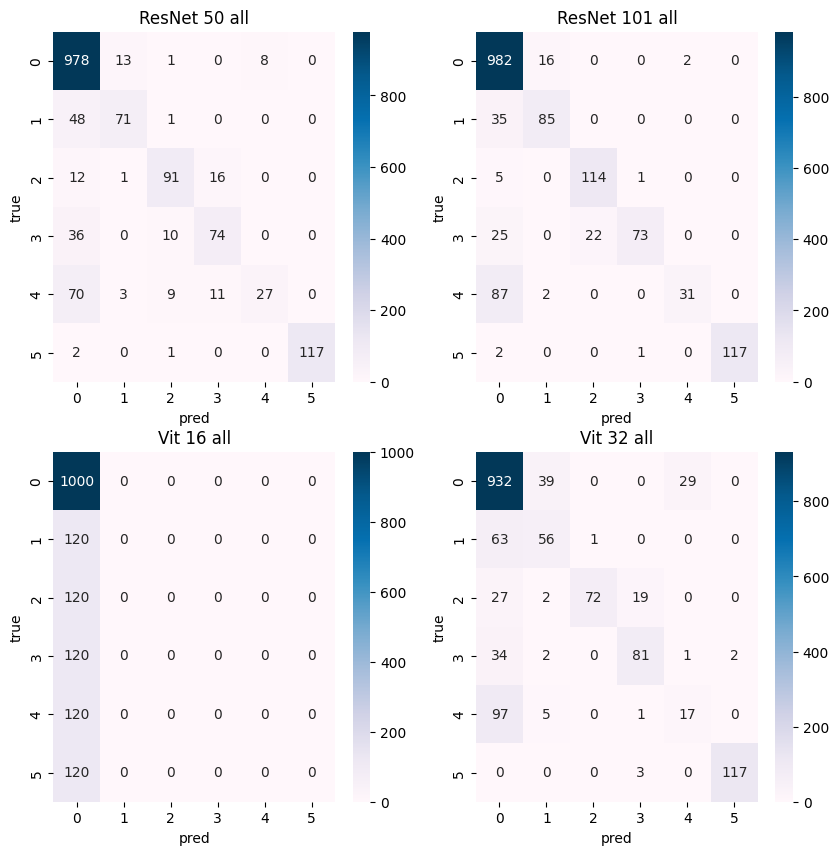 ResNet 50 all
0 978 13 1 0 8 0
1 48 71 1 0 0 0
2 12 1 91 16 0 0
3 36 0 10 74 0 0
4 70 3 9 11 27 0
5 2 0 1 0 0 117
0 1 2 3 4 5
pred
true
800
600
400
200
0
ResNet 101 all
0 982 16 0 0 2 0
1 35 85 0 0 0 0
2 5 0 114 1 0 0
3 25 0 22 73 0 0
4 87 2 0 0 31 0
5 2 0 0 1 0 117
0 1 2 3 4 5
pred
true
800
600
400
200
0
Vit 16 all
0 1000 0 0 0 0 0
1 120 0 0 0 0 0
2 120 0 0 0 0 0
3 120 0 0 0 0 0
4 120 0 0 0 0 0
5 120 0 0 0 0 0
0 1 2 3 4 5
pred
true
1000
800
600
400
200
0
Vit 32 all
0 932 39 0 0 29 0
1 63 56 1 0 0 0
2 27 2 72 19 0 0
3 34 2 0 81 1 2
4 97 5 0 1 17 0
5 0 0 0 3 0 117
0 1 2 3 4 5
pred
true
800
600
400
200
0